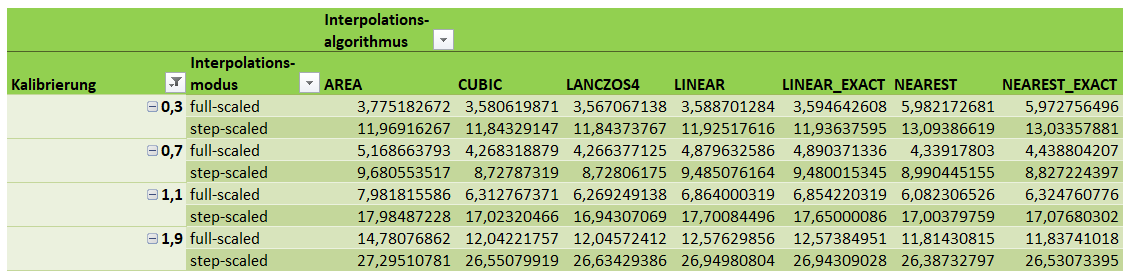 Interpolations-
algorithmus
Interpolations-
Kalibrierung modus AREA CUBIC LANCZOS4 LINEAR LINEAR_EXACT NEAREST NEAREST_EXACT
0,3 full-scaled 3,775182672 3,580619871 3,567067138 3,588701284 3,594642608 5,982172681 5,972756496
step-scaled 11,96916267 11,84329147 11,84373767 11,92517616 11,93637595 13,09386619 13,03357881
0,7 full-scaled 5,168663793 4,268318879 4,266377125 4,879632586 4,890371336 4,33917803 4,438804207
step-scaled 9,680553517 8,72787319 8,72806175 9,485076164 9,480015345 8,990445155 8,827224397
1,1 full-scaled 7,981815586 6,312767371 6,269249138 6,864000319 6,854220319 6,082306526 6,324760776
step-scaled 17,98487228 17,02320466 16,94307069 17,70084496 17,65000086 17,00379759 17,07680302
1,9 full-scaled 14,78076862 12,04221757 12,04572412 12,57629856 12,57384951 11,81430815 11,83741018
step-scaled 27,29510781 26,55079919 26,63429386 26,94980804 26,94309028 26,38732797 26,53073395